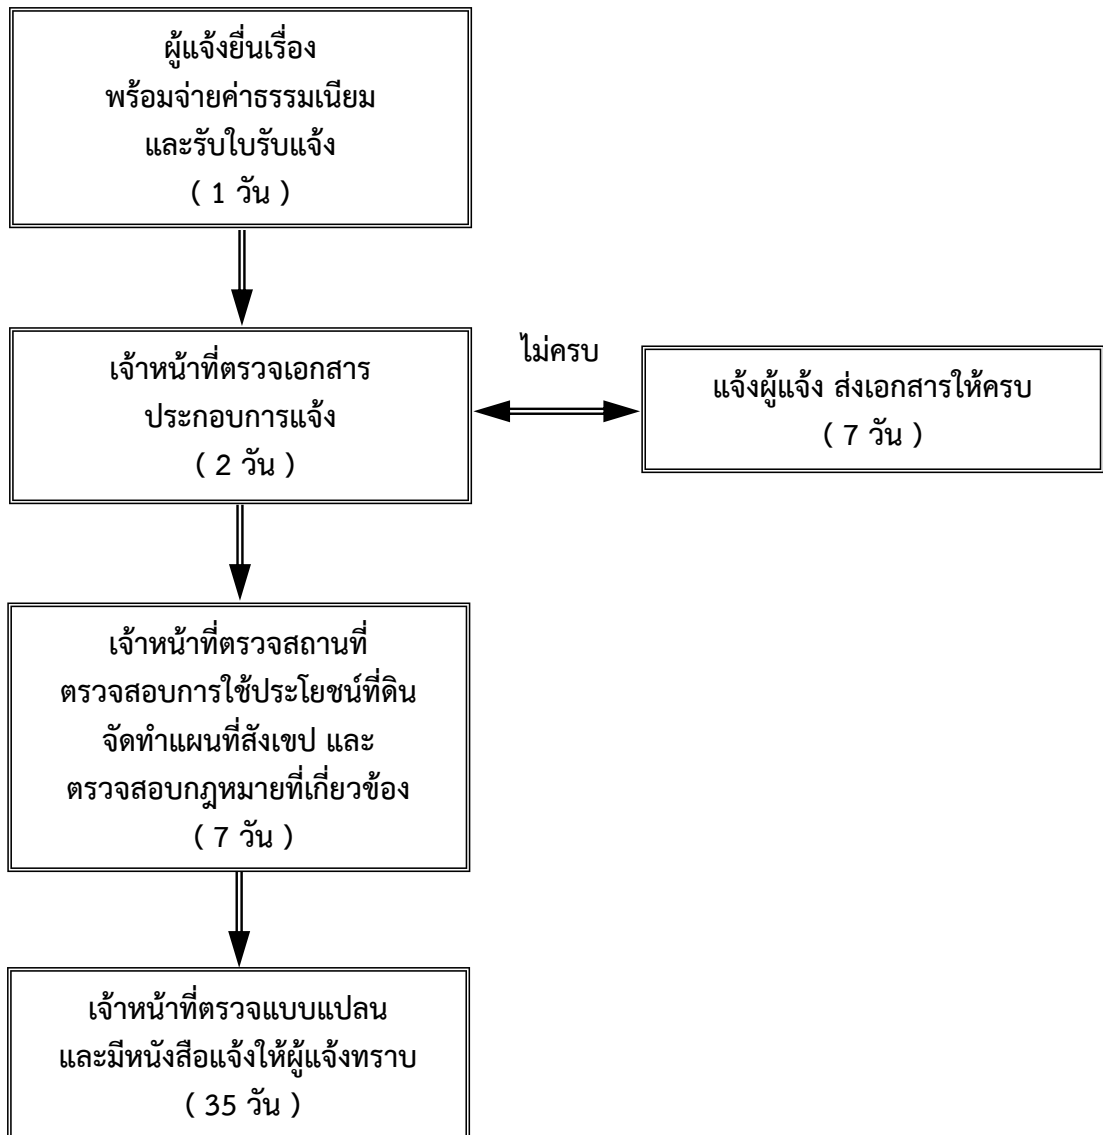 ผู้แจ้งยื่นเรื่อง
พร้อมจ่ายค่าธรรมเนียม
และรับใบรับแจ้ง
( 1 วัน )
เจ้าหน้าที่ตรวจเอกสาร
ประกอบการแจ้ง
( 2 วัน )
ไม่ครบ
แจ้งผู้แจ้ง ส่งเอกสารให้ครบ
( 7 วัน )
เจ้าหน้าที่ตรวจสถานที่
ตรวจสอบการใช้ประโยชน์ที่ดิน
จัดทำแผนที่สังเขป และ
ตรวจสอบกฎหมายที่เกี่ยวข้อง
( 7 วัน )
เจ้าหน้าที่ตรวจแบบแปลน
และมีหนังสือแจ้งให้ผู้แจ้งทราบ
( 35 วัน )